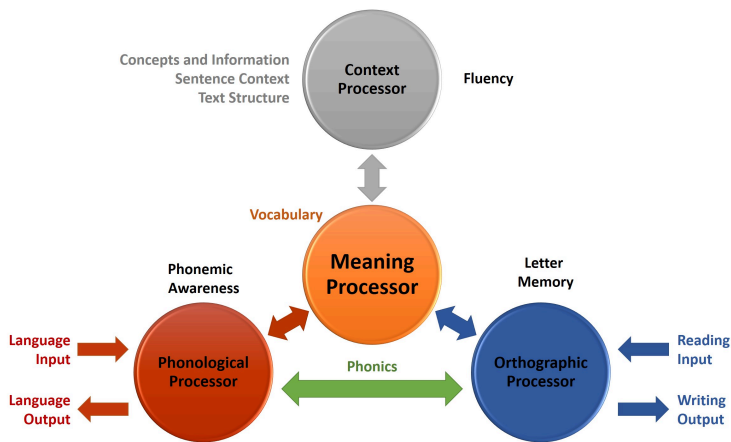 Concepts and Information
Sentence Context
Text Structure
Context
Processor
Fluency
Vocabulary
Meaning
Processor
Phonemic
Awareness
Letter
Memory
Language
Input
Phonological
Processor
Language
Output
Phonics
Orthographic
Processor
Reading
Input
Writing
Output